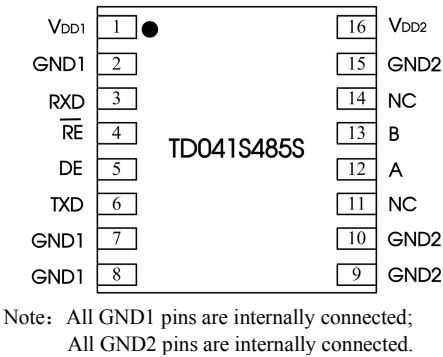 VDD1 1 16 VDD2
GND1 2 15 GND2
RXD 3 14 NC
RE 4 13 B
TD041S485S
DE 5 12 A
TXD 6 11 NC
GND1 7 10 GND2
GND1 8 9 GND2
Note: All GND1 pins are internally connected;
All GND2 pins are internally connected.